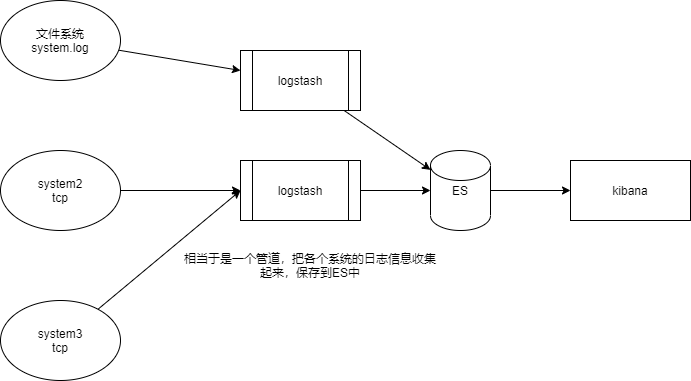 文件系统
system.log
logstash
system2
tcp
logstash
ES
kibana
相当于是一个管道，把各个系统的日志信息收集
起来，保存到ES中
system3
tcp